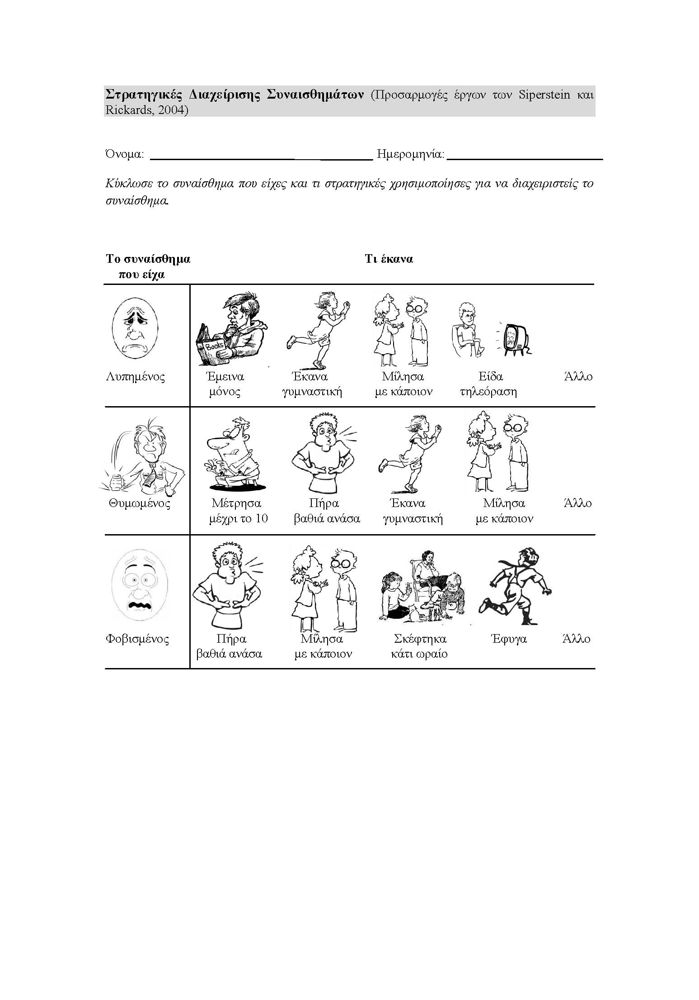 Στρατηγικές Διαχείρισης Συναισθημάτων (Προσαρμογές έργων των Siperstein και
Rickards, 2004)
Όνομα: Ημερομηνία:
Κύκλωσε το συναίσθημα που είχες και τι στρατηγικές χρησιμοποίησες για να διαχειριστείς το
συναίσθημα.
Το συναίσθημα Τι έκανα
που είχα
Books
Λυπημένος Έμεινα Έκανα Μίλησα Είδα Άλλο
μόνος γυμναστική με κάποιον τηλεόραση
Θυμωμένος Μέτρησα Πήρα Έκανα Μίλησα Άλλο
μέχρι το 10 βαθιά ανάσα γυμναστική με κάποιον
Φοβισμένος Πήρα Μίλησα Σκέφτηκα Έφυγα Άλλο
βαθιά ανάσα με κάποιον κάτι ωραίο